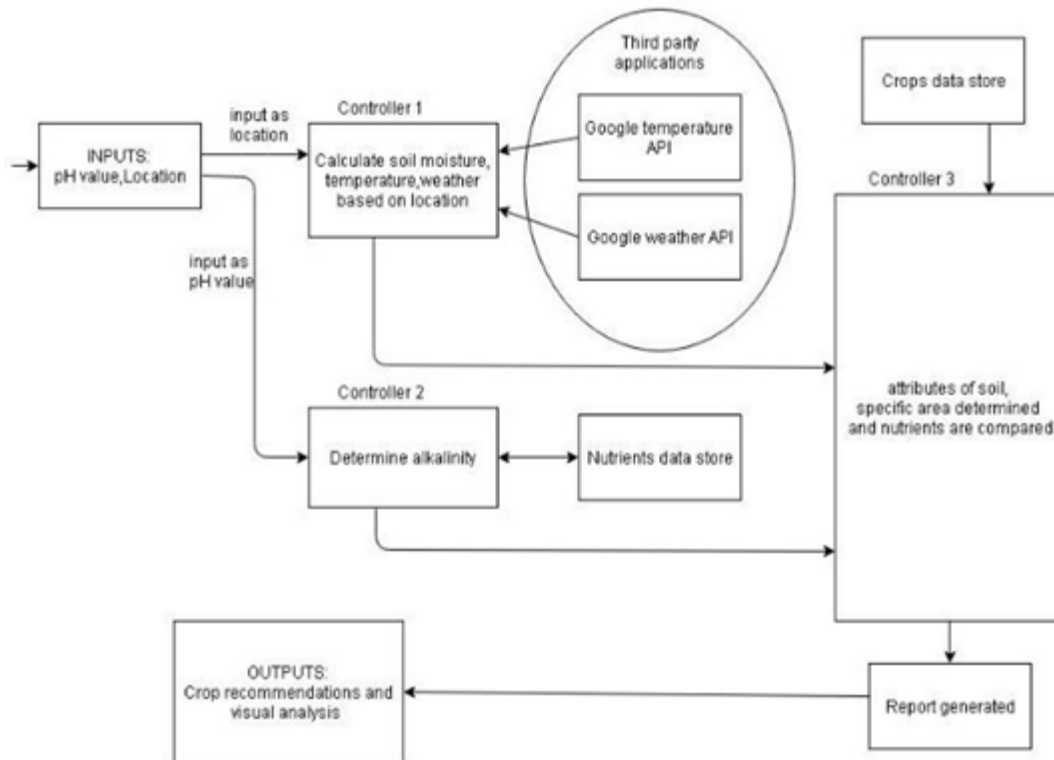 Third party
applications
Crops data store
Controller 1
input as
location
Google temperature
API
INPUTS:
pH value,Location
Calculate soil moisture,
temperature,weather
based on location
Controller 3
Google weather API
input as
pH value
attributes of soil,
specific area determined
and nutrients are compared
Controller 2
Determine alkalinity
Nutrients data store
OUTPUTS:
Crop recommendations and
visual analysis
Report generated